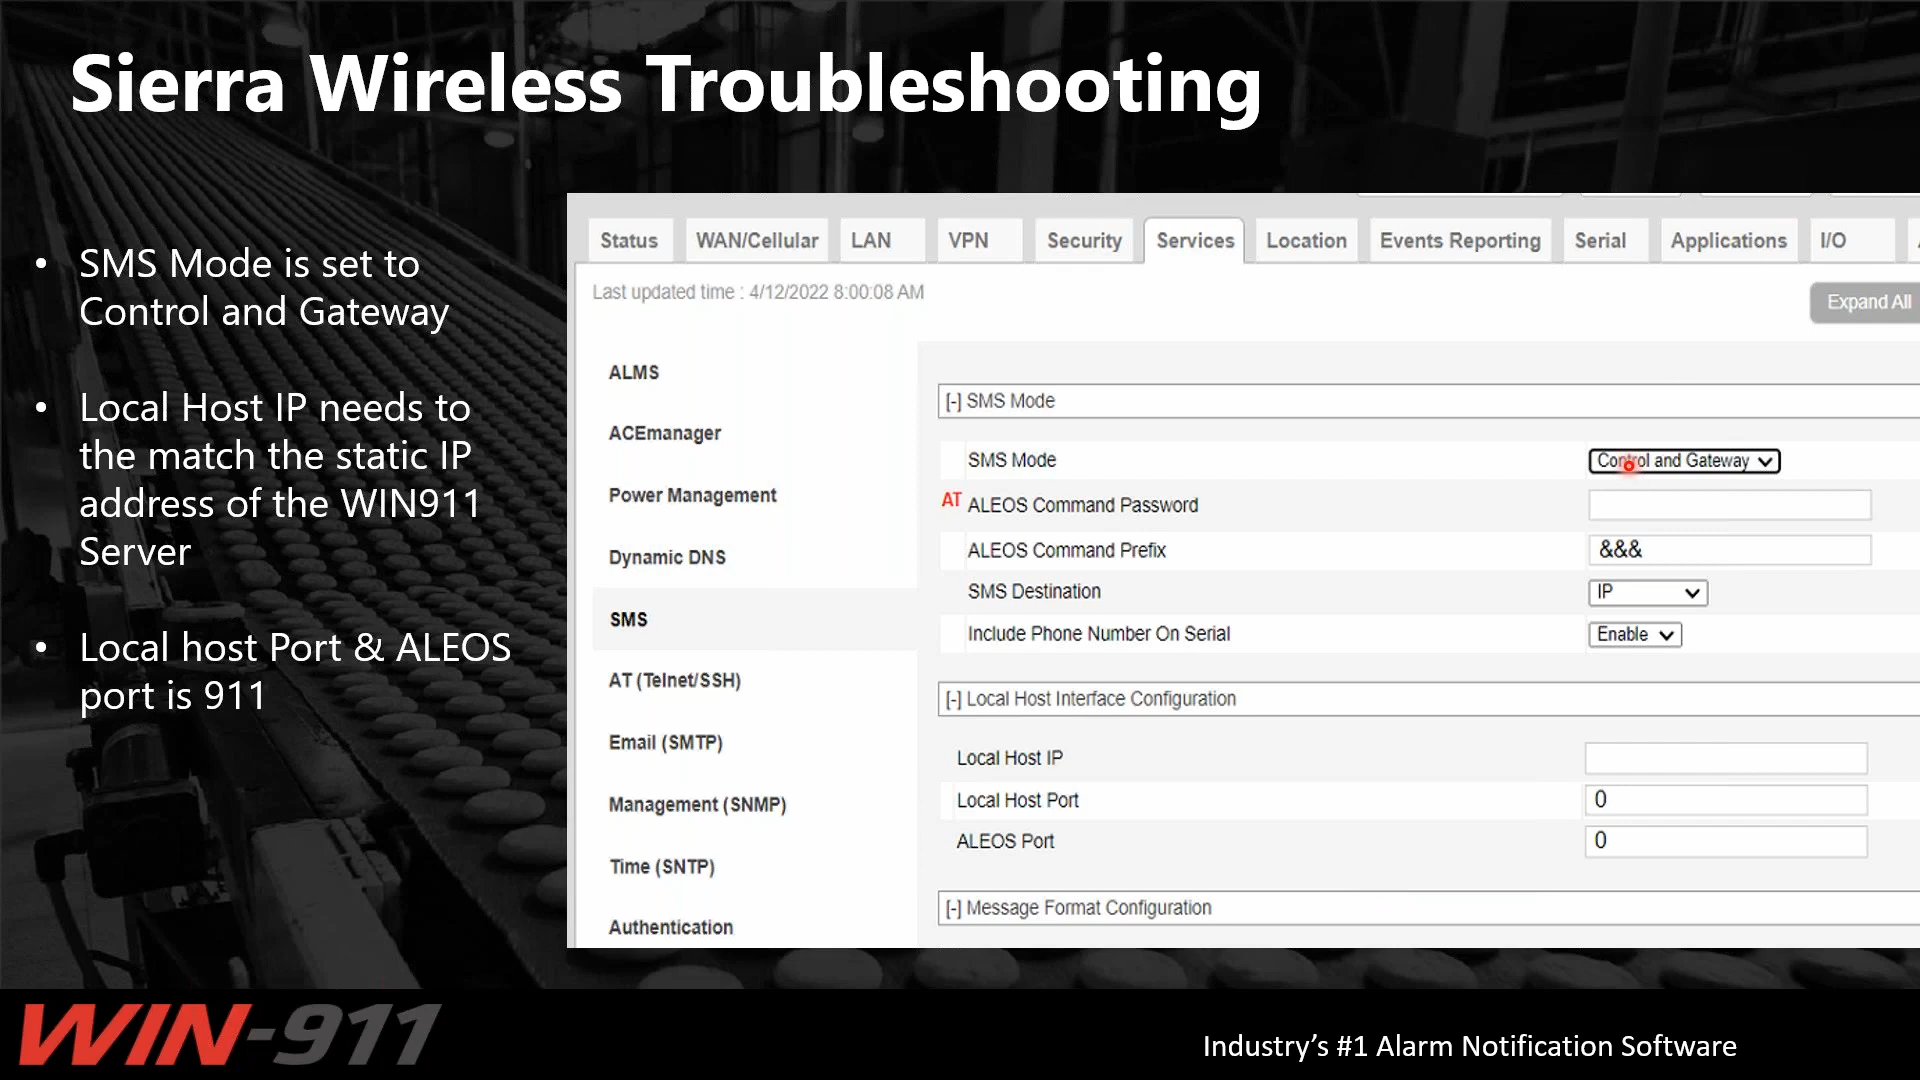 Sierra Wireless Troubleshooting
• SMS Mode is set to
Control and Gateway
• Local Host IP needs to
the match the static IP
address of the WIN911
Server
• Local host Port & ALEOS
port is 911
Status WAN/Cellular LAN VPN Security Services Location Events Reporting Serial Applications I/O
Last updated time : 4/12/2022 8:00:08 AM
Expand All
ALMS
ACEmanager
Power Management
Dynamic DNS
SMS
AT (Telnet/SSH)
Email (SMTP)
Management (SNMP)
Time (SNTP)
Authentication
[-] SMS Mode
SMS Mode Control and Gateway
AT ALEOS Command Password
ALEOS Command Prefix &&&
SMS Destination IP
Include Phone Number On Serial Enable
[-] Local Host Interface Configuration
Local Host IP
Local Host Port 0
ALEOS Port 0
[-] Message Format Configuration
WIN-911
Industry’s #1 Alarm Notification Software